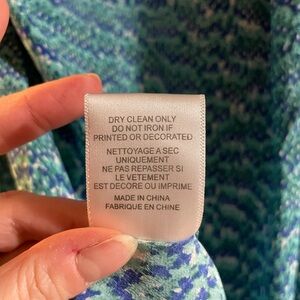 DRY CLEAN ONLY
DO NOT IRON IF
PRINTED OR DECORATED
NETTOYAGE A SEC
UNIQUEMENT
NE PAS REPASSER SI
LE VETEMENT
EST DECORE OU IMPRIME
MADE IN CHINA
FABRIQUE EN CHINE